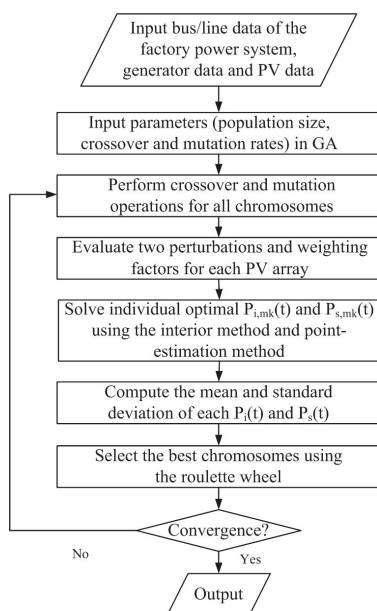 Input bus/line data of the
factory power system,
generator data and PV data
Input parameters (population size,
crossover and mutation rates) in GA
Perform crossover and mutation
operations for all chromosomes
Evaluate two perturbations and weighting
factors for each PV array
Solve individual optimal P_{i,mk}(t) and P_{s,mk}(t)
using the interior method and point-
estimation method
Compute the mean and standard
deviation of each P_i(t) and P_s(t)
Select the best chromosomes using
the roulette wheel
Convergence?
No
Yes
Output